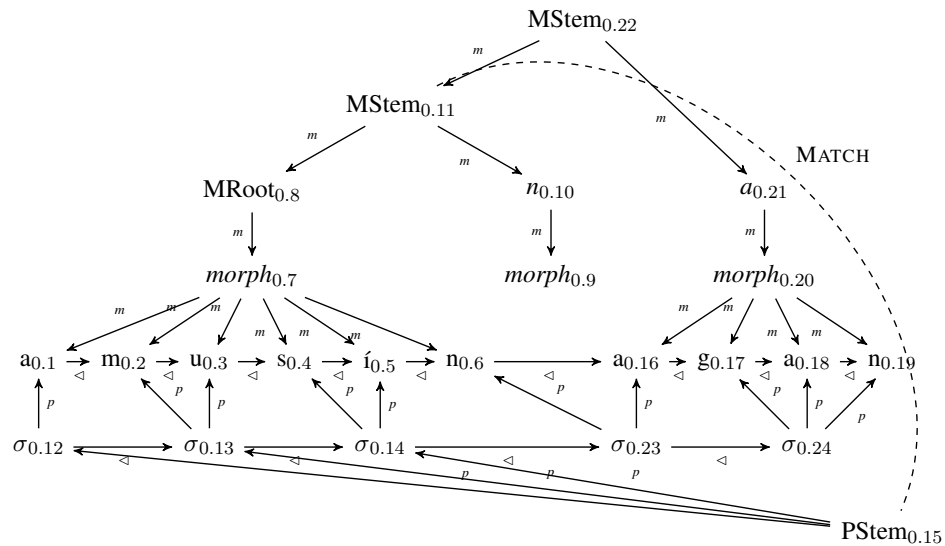 MStem0.22
m
MStem0.11
m
m m
MATCH
MRoot0.8 n0.10 a0.21
m m m
morph0.7 morph0.9 morph0.20
m m m m m m m m m m
a0.1 m0.2 u0.3 s0.4 í0.5 n0.6 a0.16 g0.17 a0.18 n0.19
◁ ◁ ◁ ◁ ◁ ◁ ◁ ◁ ◁
p p p p p p p p p p
σ0.12 σ0.13 σ0.14 σ0.23 σ0.24
◁ ◁ ◁ ◁
p p p
PStem0.15